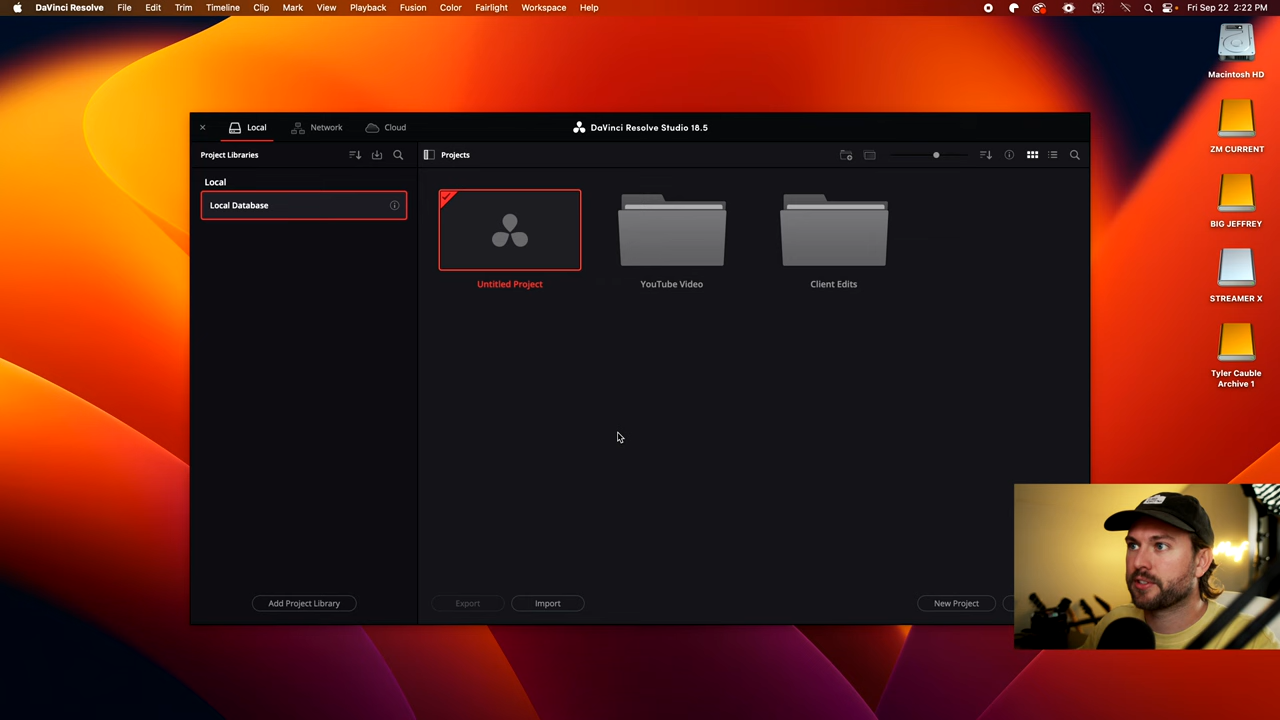 DaVinci Resolve File Edit Trim Timeline Clip Mark View Playback Fusion Color Fairlight Workspace Help Fri Sep 22 2:22 PM
Macintosh HD
ZM CURRENT
BIG JEFFREY
STREAMER X
Tyler Cauble
Archive 1
Local Network Cloud DaVinci Resolve Studio 18.5
Project Libraries Projects
Local
Local Database
Untitled Project YouTube Video Client Edits
Add Project Library Export Import New Project